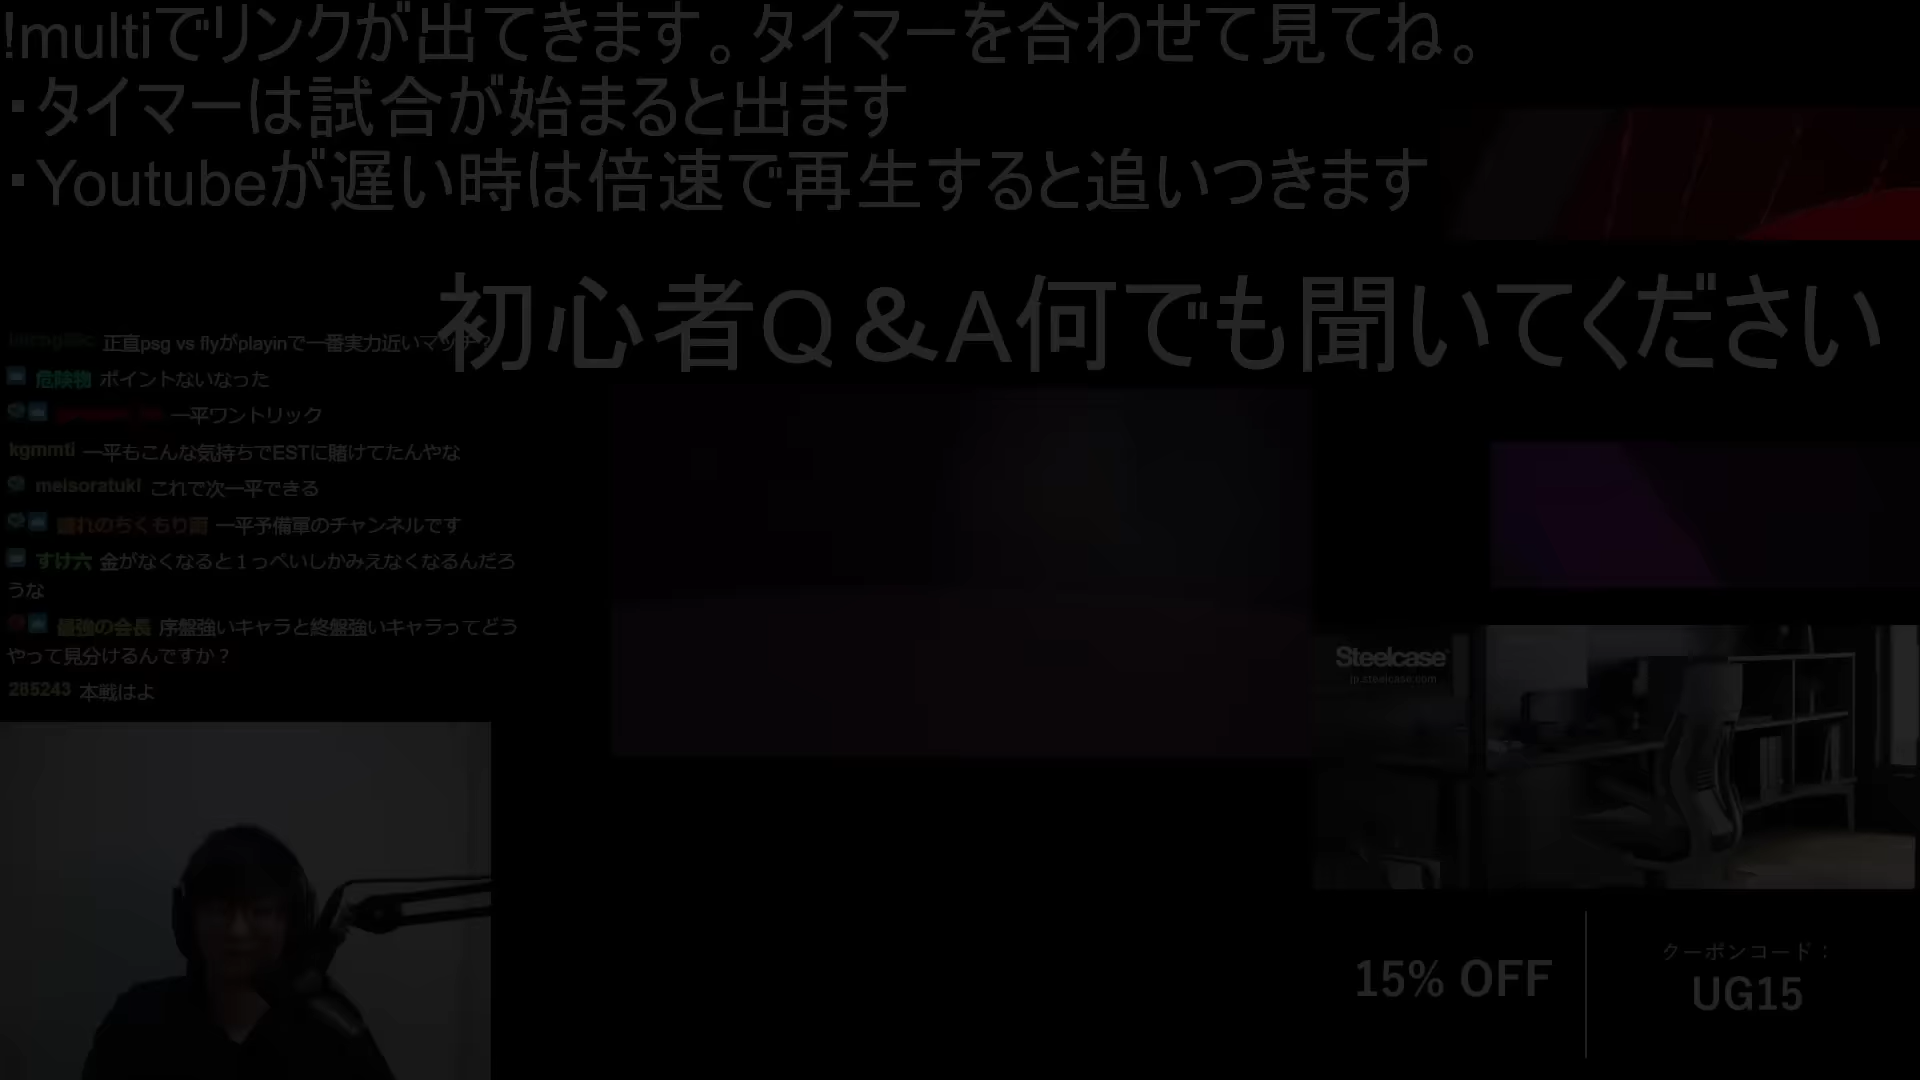 !multiでリンクが出てきます。タイマーを合わせて見てね。
・タイマーは試合が始まると出ます
・Youtubeが遅い時は倍速で再生すると追いつきます
初心者Q＆A何でも聞いてください
正直psg vs flyがplayinで一番実力近いマッチ？
危険物 ポイントないなった
一平ワントリック
kgmmti 一平もこんな気持ちでESTに賭けてたんやな
meisoratuki これで次一平できる
晴れのちくもり雨 一平予備軍のチャンネルです
すけ六 金がなくなると１っぺいしかみえなくなるんだろ
うな
最強の会長 序盤強いキャラと終盤強いキャラってどう
やって見分けるんですか？
265243 本戦はよ
Steelcase
jp.steelcase.com
15% OFF
クーポンコード：
UG15